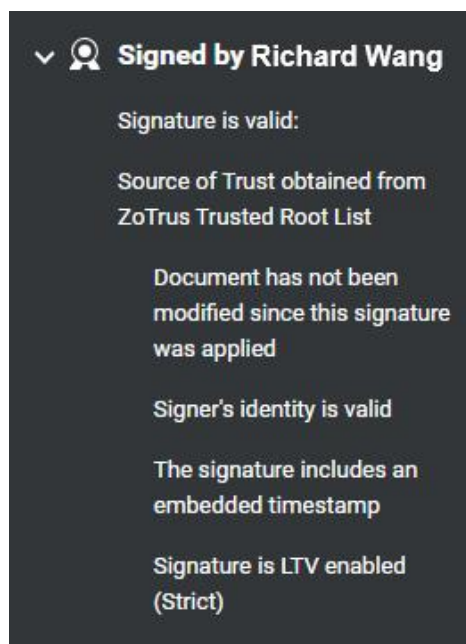 Signed by Richard Wang
Signature is valid:
Source of Trust obtained from
ZoTrus Trusted Root List
Document has not been
modified since this signature
was applied
Signer's identity is valid
The signature includes an
embedded timestamp
Signature is LTV enabled
(Strict)